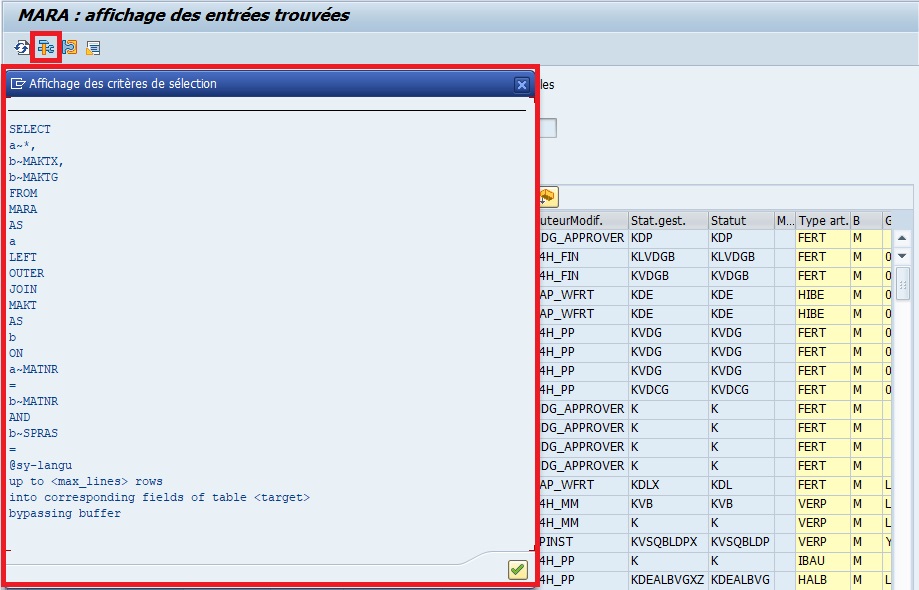 MARA : affichage des entrées trouvées
Affichage des critères de sélection
les
SELECT
a~*,
b~MAKTX,
b~MAKTG
FROM
MARA
AS
a
LEFT
OUTER
JOIN
MAKT
AS
b
ON
a~MATNR
=
b~MATNR
AND
b~SPRAS
=
@sy-langu
up to <max_lines> rows
into corresponding fields of table <target>
bypassing buffer
uteurModif. Stat.gest. Statut M... Type art. B G
DG_APPROVER KDP KDP FERT M
4H_FIN KLVDGB KLVDGB FERT M 0
4H_FIN KVDGB KVDGB FERT M 0
AP_WFRT KDE KDE HIBE M 0
AP_WFRT KDE KDE HIBE M 0
4H_PP KVDG KVDG FERT M 0
4H_PP KVDG KVDG FERT M 0
4H_PP KVDG KVDG FERT M 0
4H_PP KVDCG KVDCG FERT M 0
DG_APPROVER K K FERT M
DG_APPROVER K K FERT M
DG_APPROVER K K FERT M
DG_APPROVER K K FERT M
AP_WFRT KDLX KDL FERT M L
4H_MM KVB KVB VERP M L
4H_MM K K VERP M L
PINST KVSQBLDPX KVSQBLDP VERP M Y
4H_PP K K IBAU M
4H_PP KDEALBVGXZ KDEALBVG HALB M L